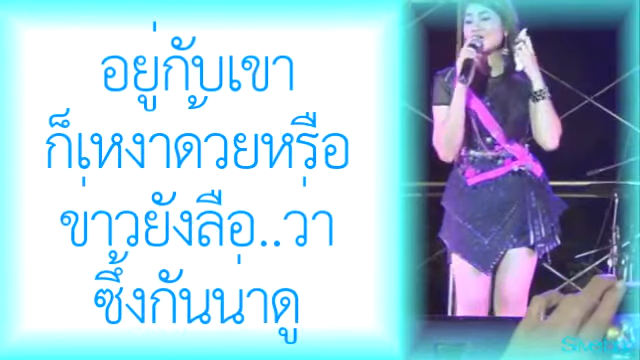 อยู่กับเขา
ก็เหงาด้วยหรือ
ข่าวยังลือ..ว่า
ซึ้งกันน่าดู